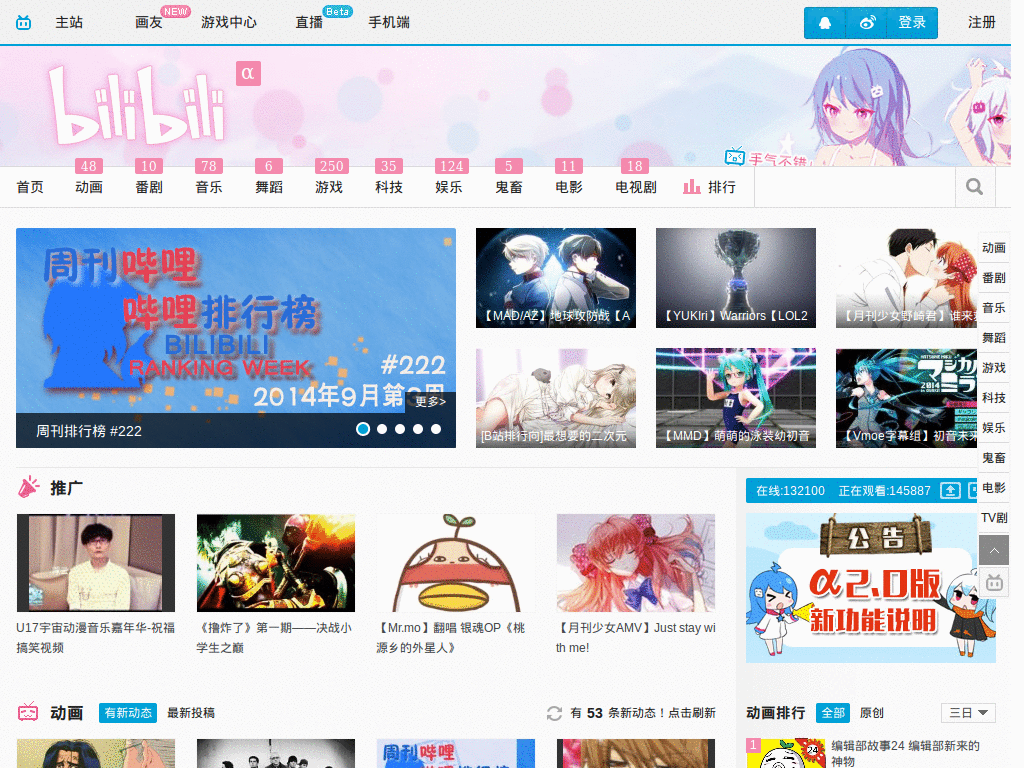 主站 画友 NEW 游戏中心 直播 Beta 手机端 登录 注册
bilibili α
手气不错
48 10 78 6 250 35 124 5 11 18
首页 动画 番剧 音乐 舞蹈 游戏 科技 娱乐 鬼畜 电影 电视剧 排行
周刊哔哩
哔哩排行榜
BILIBILI
RANKING WEEK
#222
2014年9月第3周
更多>
周刊排行榜 #222
【MAD/AZ】地球攻防战【A
【YUKIri】Warriors【LOL2
【月刊少女野崎君】谁来
[B站排行向]最想要的二次元
【MMD】萌萌的泳装幼初音
マジカ
ミラ
2014
【Vmoe字幕组】初音未来
动画
番剧
音乐
舞蹈
游戏
科技
娱乐
鬼畜
电影
TV剧
推广
U17宇宙动漫音乐嘉年华-祝福
搞笑视频
《撸炸了》第一期——决战小
学生之巅
【Mr.mo】翻唱 银魂OP《桃
源乡的外星人》
【月刊少女AMV】Just stay wi
th me!
在线:132100 正在观看:145887
公告
α2.0版
新功能说明
动画 有新动态 最新投稿 有 53 条新动态！点击刷新
周刊哔哩
动画排行 全部 原创 三日
1
24
编辑部故事24 编辑部新来的
神物